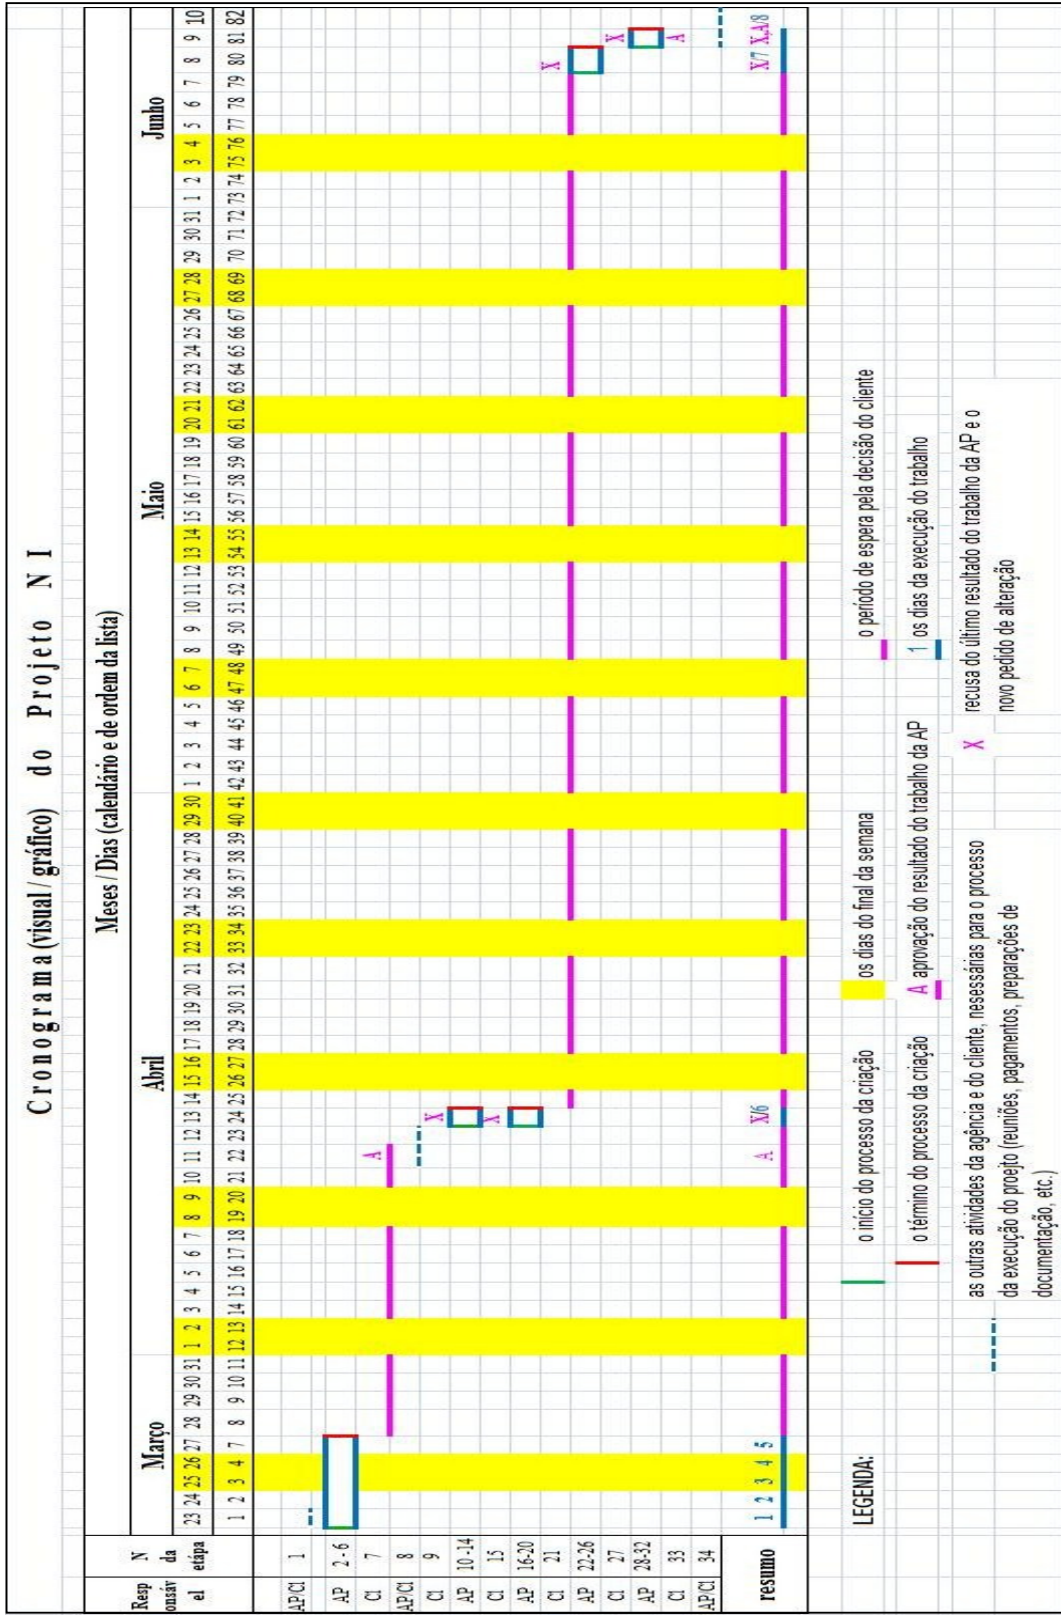 Cronograma (visual / gráfico) do Projeto N I
Meses / Dias (calendário e de ordem da lista)
Março Abril Maio Junho
Resp onsáv el
N da etápa
23 24 25 26 27 28 29 30 31 1 2 3 4 5 6 7 8 9 10 11 12 13 14 15 16 17 18 19 20 21 22 23 24 25 26 27 28 29 30 1 2 3 4 5 6 7 8 9 10 11 12 13 14 15 16 17 18 19 20 21 22 23 24 25 26 27 28 29 30 31 1 2 3 4 5 6 7 8 9 10
1 2 3 4 7 8 9 10 11 12 13 14 15 16 17 18 19 20 21 22 23 24 25 26 27 28 29 30 31 32 33 34 35 36 37 38 39 40 41 42 43 44 45 46 47 48 49 50 51 52 53 54 55 56 57 58 59 60 61 62 63 64 65 66 67 68 69 70 71 72 73 74 75 76 77 78 79 80 81 82
AP/Cl 1
AP 2 - 6
Cl 7 A
AP/Cl 8
Cl 9 X
AP 10 -14
Cl 15 X
AP 16-20
Cl 21 X
AP 22-26
Cl 27 X
AP 28-32
Cl 33 A
AP/Cl 34
resumo 1 2 3 4 5 A X/6 X/7 X,A/8
LEGENDA:
o início do processo da criação
os dias do final da semana
o período de espera pela decisão do cliente
o término do processo da criação
A aprovação do resultado do trabalho da AP
1 os dias da execução do trabalho
as outras atividades da agência e do cliente, nesessárias para o processo
da execução do proejto (reuniões, pagamentos, preparações de
documentação, etc.)
X recusa do último resultado do trabalho da AP e o
novo pedido de alteração